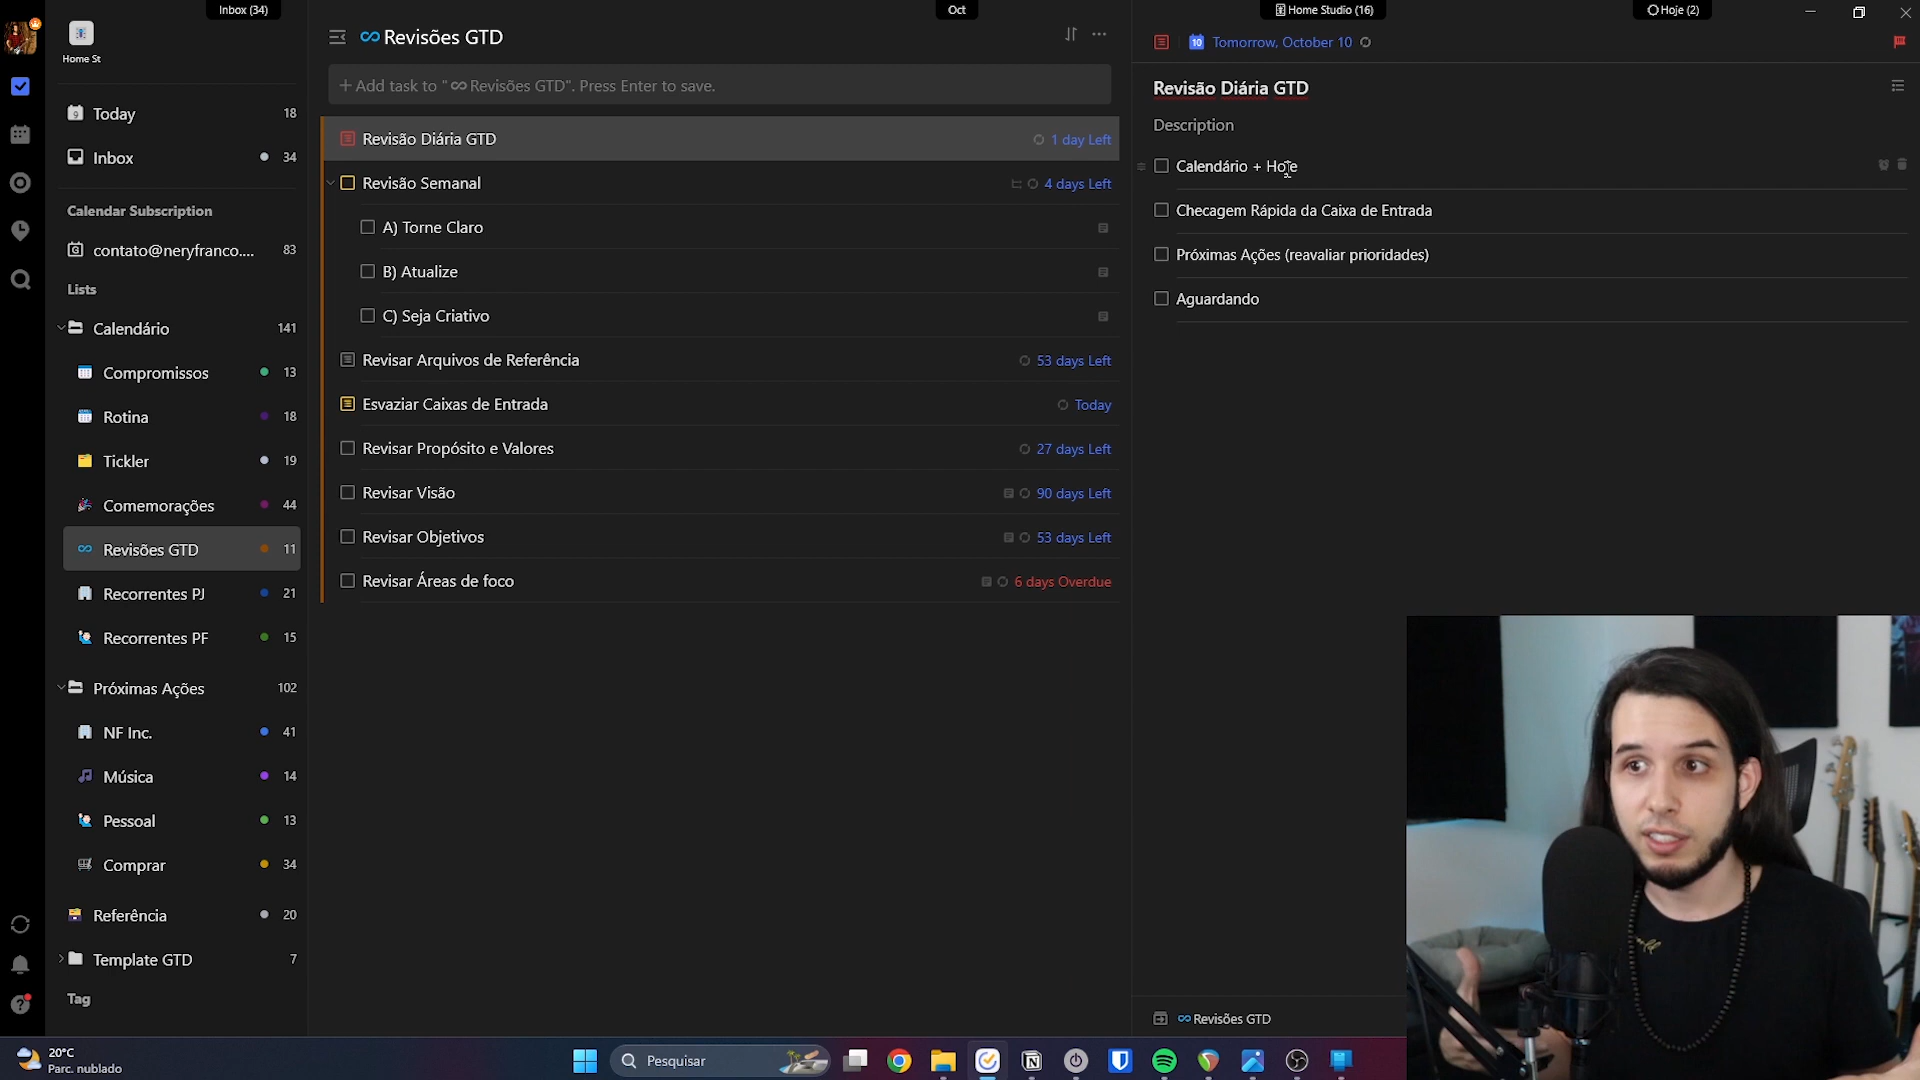 Inbox (34)
Oct
Home Studio (16)
Hoje (2)
Home St
Today 18
Inbox 34
Calendar Subscription
contato@neryfranco.... 83
Lists
Calendário 141
Compromissos 13
Rotina 18
Tickler 19
Comemorações 44
Revisões GTD 11
Recorrentes PJ 21
Recorrentes PF 15
Próximas Ações 102
NF Inc. 41
Música 14
Pessoal 13
Comprar 34
Referência 20
Template GTD 7
Tag
Revisões GTD
+ Add task to " ∞ Revisões GTD". Press Enter to save.
Revisão Diária GTD 1 day Left
Revisão Semanal 4 days Left
A) Torne Claro
B) Atualize
C) Seja Criativo
Revisar Arquivos de Referência 53 days Left
Esvaziar Caixas de Entrada Today
Revisar Propósito e Valores 27 days Left
Revisar Visão 90 days Left
Revisar Objetivos 53 days Left
Revisar Áreas de foco 6 days Overdue
10 Tomorrow, October 10
Revisão Diária GTD
Description
Calendário + Hoje
Checagem Rápida da Caixa de Entrada
Próximas Ações (reavaliar prioridades)
Aguardando
Revisões GTD
20°C
Parc. nublado
Pesquisar